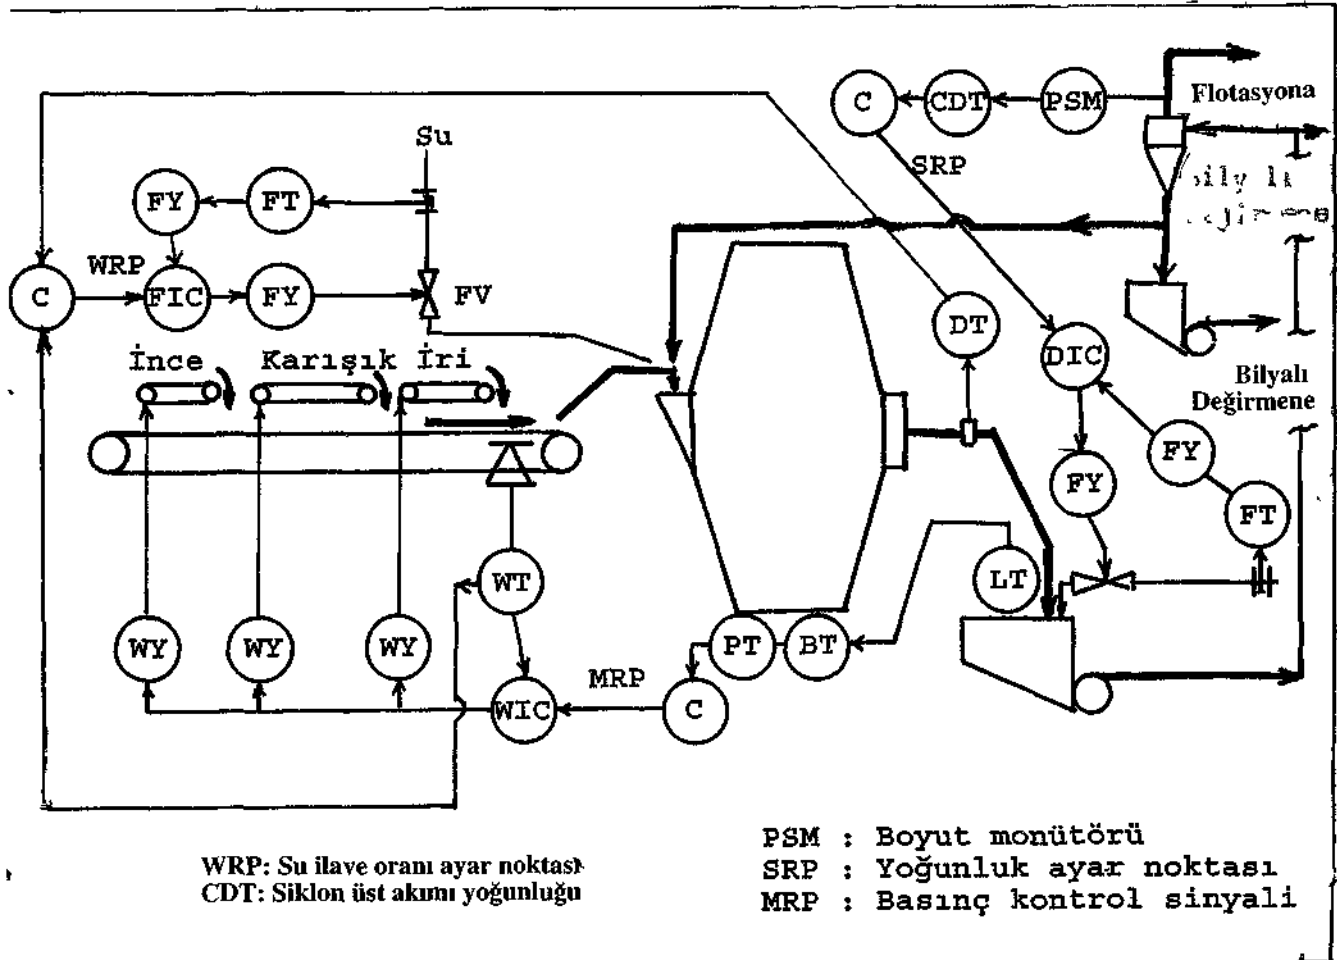 Flotasyona
C
CDT
PSM
Su
SRP
FY
FT
C
WRP
FIC
FY
FV
DT
DIC
İnce
Karışık
İri
Bilyalı
Değirmene
FY
FY
FT
WT
LT
WY
WY
WY
PT
BT
MRP
WIC
C
PSM : Boyut monütörü
WRP: Su ilave oranı ayar noktası
SRP : Yoğunluk ayar noktası
CDT: Siklon üst akımı yoğunluğu
MRP : Basınç kontrol sinyali